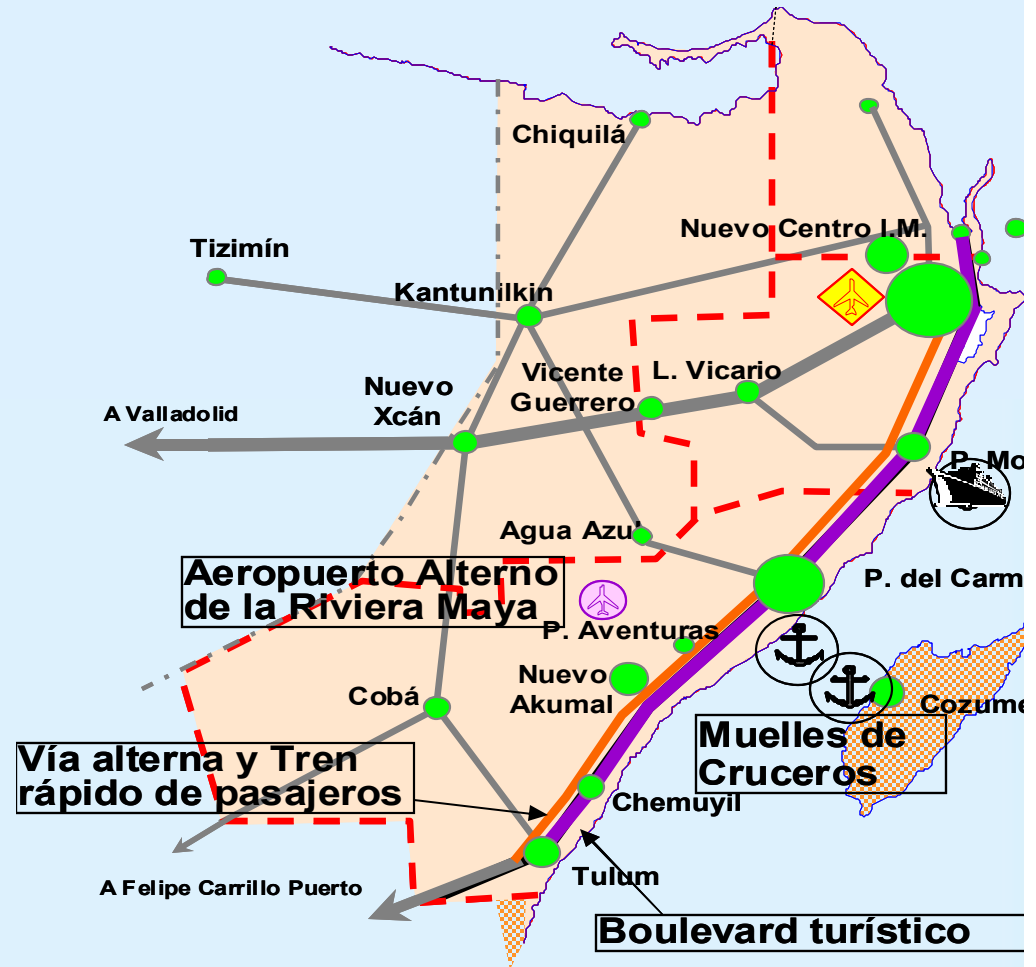 Chiquilá
Nuevo Centro I.M.
Tizimín
Kantunilkin
Vicente
Guerrero
L. Vicario
Nuevo
Xcán
A Valladolid
P. Mo
Agua Azul
Aeropuerto Alterno
de la Riviera Maya
P. del Carm
P. Aventuras
Nuevo
Akumal
Cobá
Cozume
Muelles de
Cruceros
Vía alterna y Tren
rápido de pasajeros
Chemuyil
Tulum
A Felipe Carrillo Puerto
Boulevard turístico